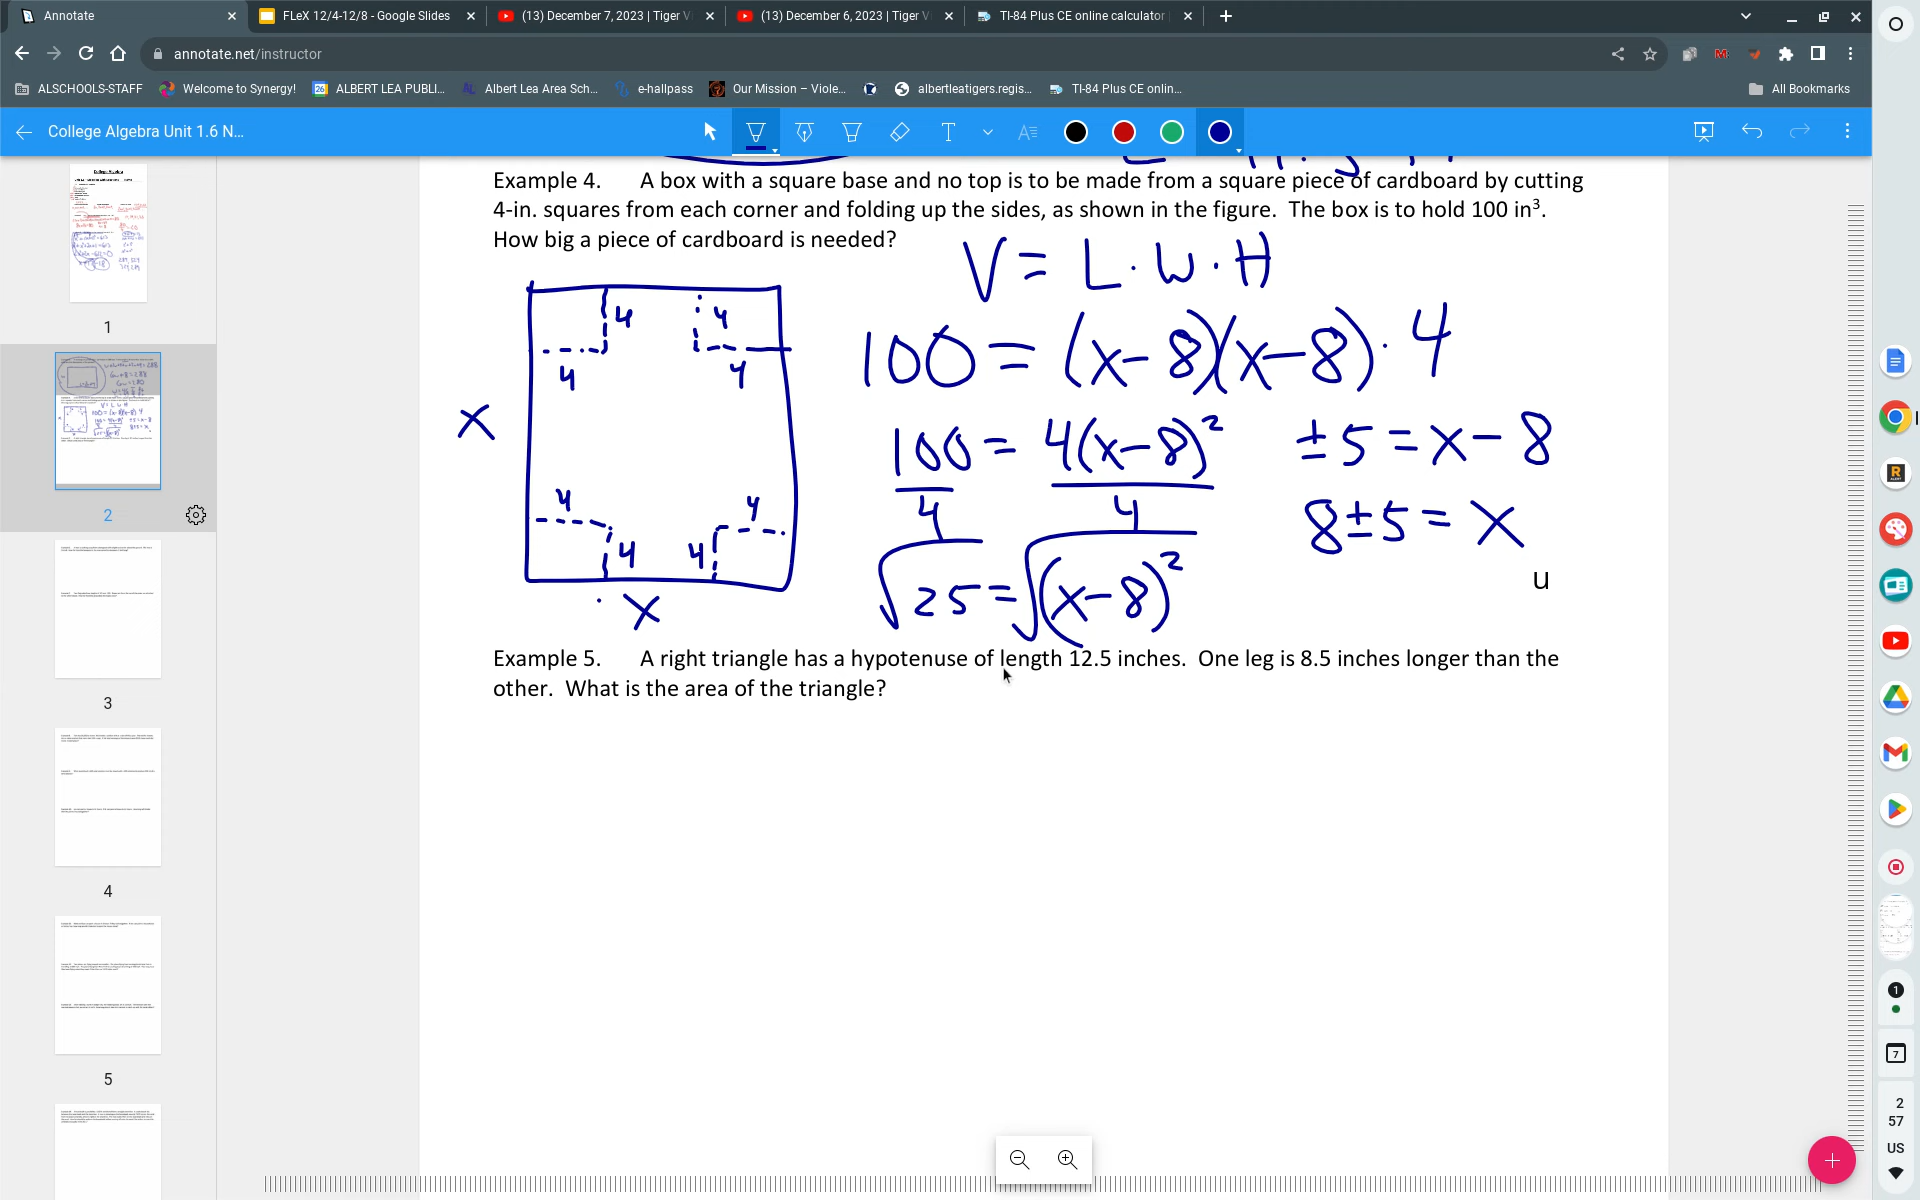 Annotate
FLeX 12/4-12/8 - Google Slides
(13) December 7, 2023 | Tiger V
(13) December 6, 2023 | Tiger V
TI-84 Plus CE online calculator
annotate.net/instructor
ALSCHOOLS-STAFF
Welcome to Synergy!
ALBERT LEA PUBLI...
Albert Lea Area Sch...
e-hallpass
Our Mission – Viole...
albertleatigers.regis...
TI-84 Plus CE onlin...
All Bookmarks
College Algebra Unit 1.6 N...
Example 4. A box with a square base and no top is to be made from a square piece of cardboard by cutting
4-in. squares from each corner and folding up the sides, as shown in the figure. The box is to hold 100 in³.
How big a piece of cardboard is needed?
V = L · W · H
4 4
4 4
100 = (x-8)(x-8) · 4
x
100 = 4(x-8)²
4 4
±5 = x - 8
4 4
4 4
8±5 = x
√25 = √(x-8)²
u
x
Example 5. A right triangle has a hypotenuse of length 12.5 inches. One leg is 8.5 inches longer than the
other. What is the area of the triangle?
1
2
3
4
5
1
7
2
57
US